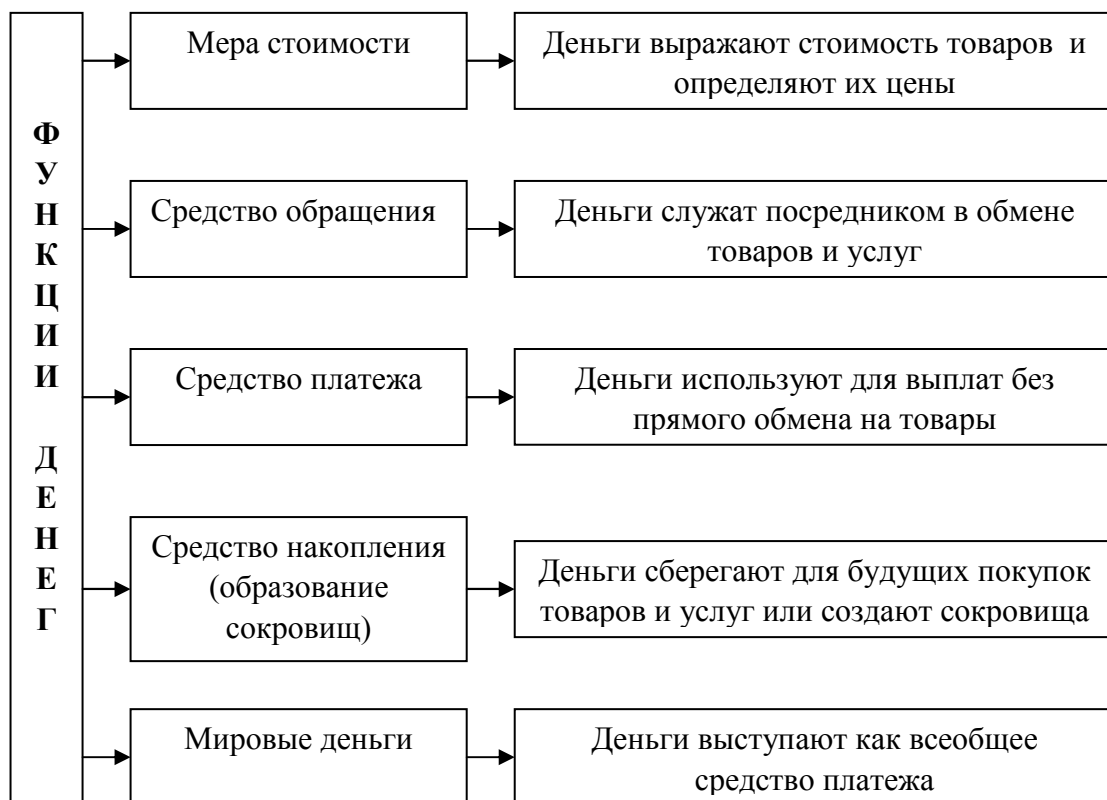 ФУНКЦИИ ДЕНЕГ
Мера стоимости
Деньги выражают стоимость товаров и
определяют их цены
Средство обращения
Деньги служат посредником в обмене
товаров и услуг
Средство платежа
Деньги используют для выплат без
прямого обмена на товары
Средство накопления
(образование
сокровищ)
Деньги сберегают для будущих покупок
товаров и услуг или создают сокровища
Мировые деньги
Деньги выступают как всеобщее
средство платежа